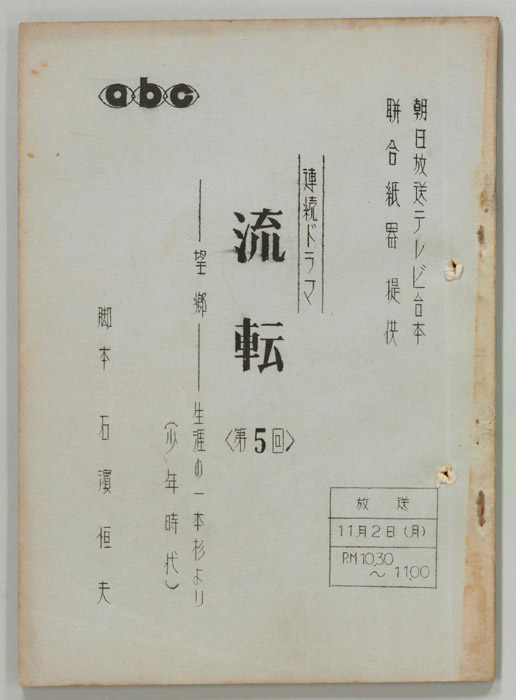 abc
朝日放送テレビ台本
聯合紙器 提供
連続ドラマ
流転
〈第5回〉
――望郷――生涯の一本杉より
(少年時代)
脚本 石濱恒夫
放送
11月2日(月)
P.M 10.30
〜 11.00